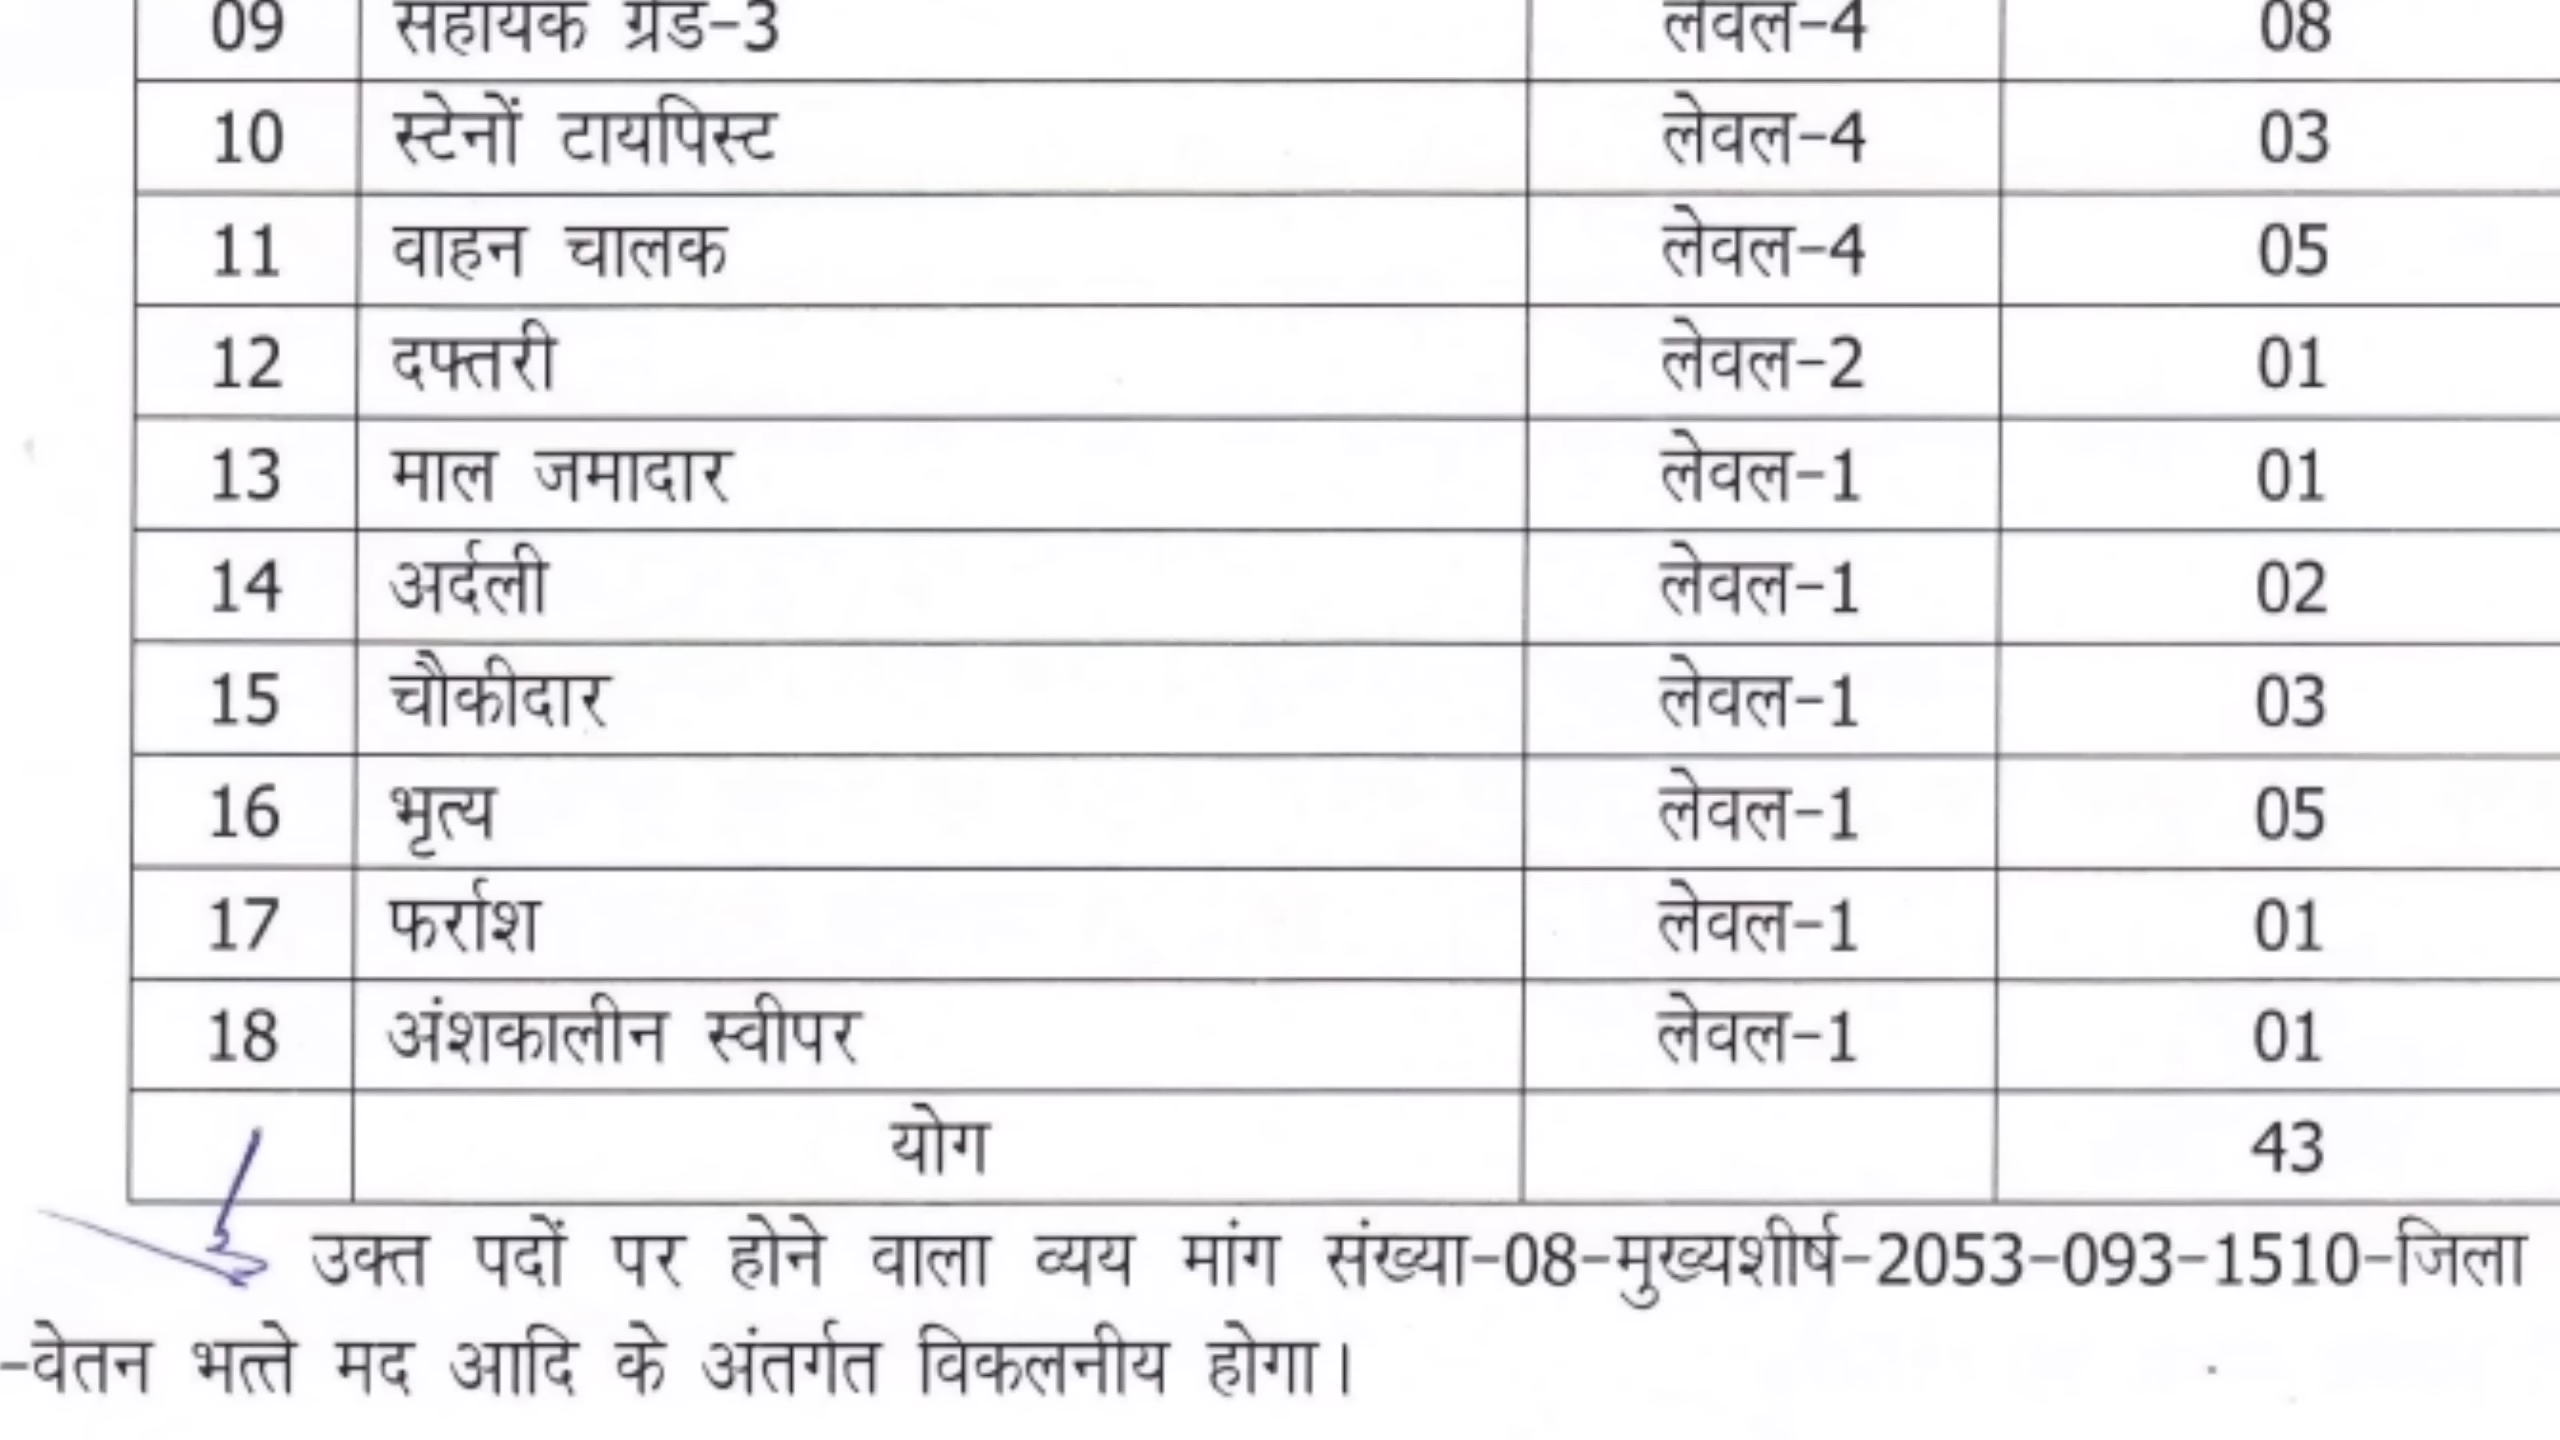 09 सहायक ग्रेड-3 लेवल-4 08
10 स्टेनों टायपिस्ट लेवल-4 03
11 वाहन चालक लेवल-4 05
12 दफ्तरी लेवल-2 01
13 माल जमादार लेवल-1 01
14 अर्दली लेवल-1 02
15 चौकीदार लेवल-1 03
16 भृत्य लेवल-1 05
17 फर्राश लेवल-1 01
18 अंशकालीन स्वीपर लेवल-1 01
योग 43
उक्त पदों पर होने वाला व्यय मांग संख्या-08-मुख्यशीर्ष-2053-093-1510-जिला
-वेतन भत्ते मद आदि के अंतर्गत विकलनीय होगा।